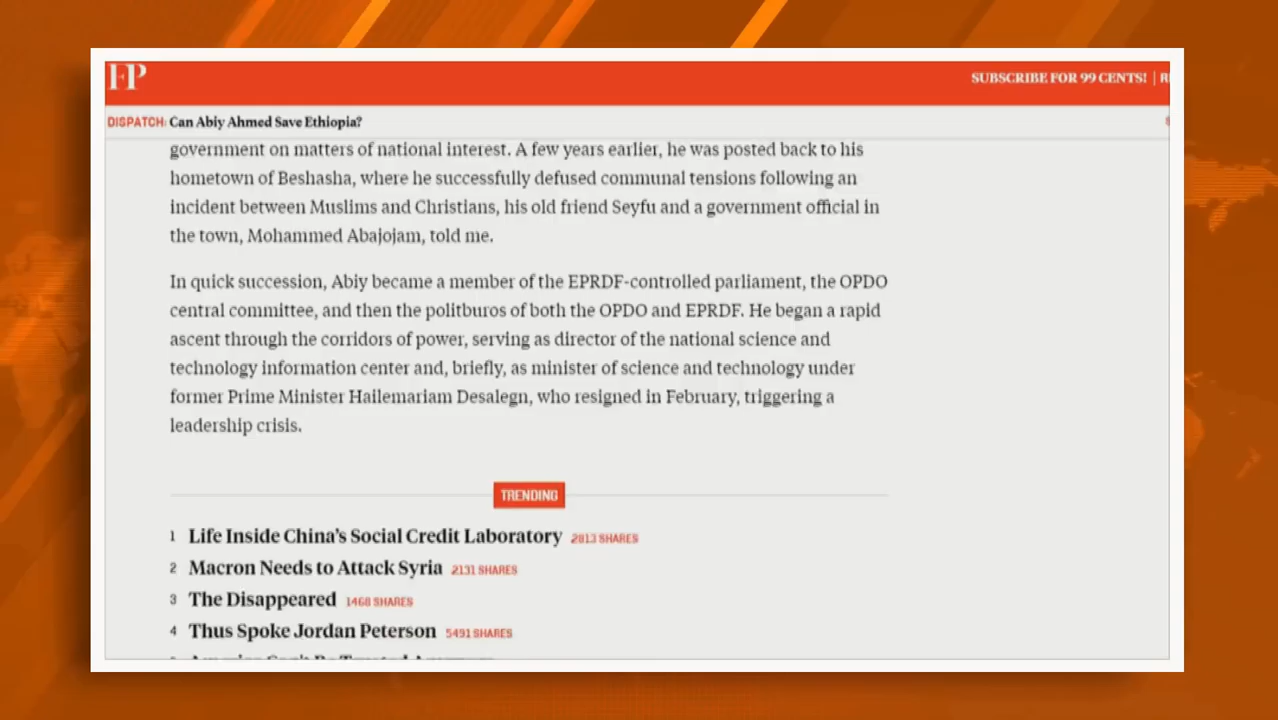 FP
SUBSCRIBE FOR 99 CENTS! |
DISPATCH: Can Abiy Ahmed Save Ethiopia?
government on matters of national interest. A few years earlier, he was posted back to his
hometown of Beshasha, where he successfully defused communal tensions following an
incident between Muslims and Christians, his old friend Seyfu and a government official in
the town, Mohammed Abajojam, told me.
In quick succession, Abiy became a member of the EPRDF-controlled parliament, the OPDO
central committee, and then the politburos of both the OPDO and EPRDF. He began a rapid
ascent through the corridors of power, serving as director of the national science and
technology information center and, briefly, as minister of science and technology under
former Prime Minister Hailemariam Desalegn, who resigned in February, triggering a
leadership crisis.
TRENDING
1 Life Inside China's Social Credit Laboratory 2813 SHARES
2 Macron Needs to Attack Syria 2131 SHARES
3 The Disappeared 1468 SHARES
4 Thus Spoke Jordan Peterson 5491 SHARES